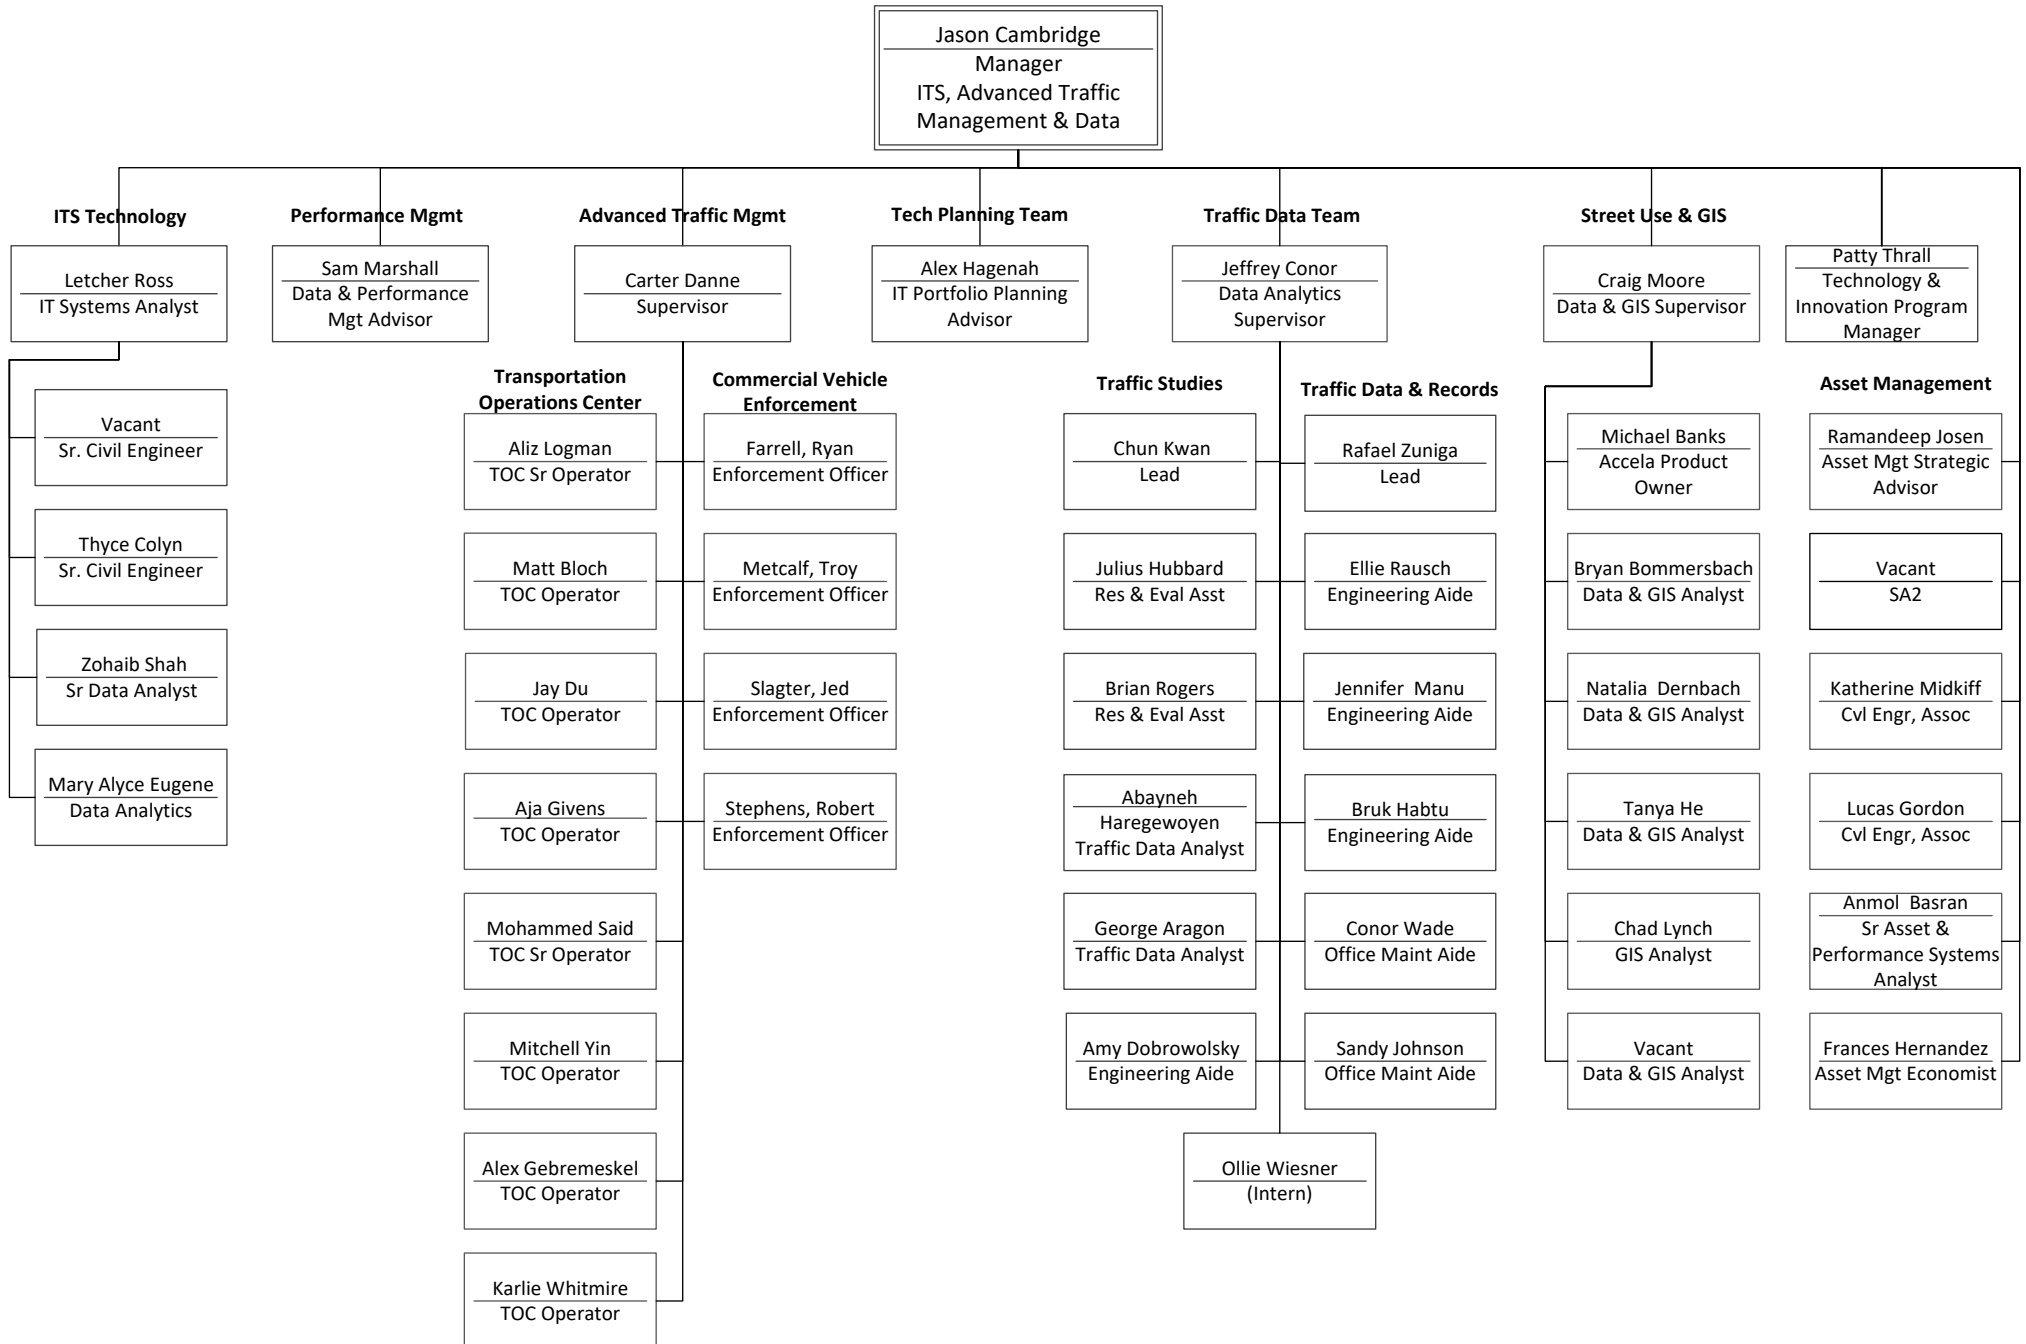 Jason Cambridge
Manager
ITS, Advanced Traffic
Management & Data
ITS Technology
Letcher Ross
IT Systems Analyst
Vacant
Sr. Civil Engineer
Thyce Colyn
Sr. Civil Engineer
Zohaib Shah
Sr Data Analyst
Mary Alyce Eugene
Data Analytics
Performance Mgmt
Sam Marshall
Data & Performance
Mgt Advisor
Advanced Traffic Mgmt
Carter Danne
Supervisor
Transportation
Operations Center
Aliz Logman
TOC Sr Operator
Matt Bloch
TOC Operator
Jay Du
TOC Operator
Aja Givens
TOC Operator
Mohammed Said
TOC Sr Operator
Mitchell Yin
TOC Operator
Alex Gebremeskel
TOC Operator
Karlie Whitmire
TOC Operator
Commercial Vehicle
Enforcement
Farrell, Ryan
Enforcement Officer
Metcalf, Troy
Enforcement Officer
Slagter, Jed
Enforcement Officer
Stephens, Robert
Enforcement Officer
Tech Planning Team
Alex Hagenah
IT Portfolio Planning
Advisor
Traffic Data Team
Jeffrey Conor
Data Analytics
Supervisor
Traffic Studies
Chun Kwan
Lead
Julius Hubbard
Res & Eval Asst
Brian Rogers
Res & Eval Asst
Abayneh
Haregewoyen
Traffic Data Analyst
George Aragon
Traffic Data Analyst
Amy Dobrowolsky
Engineering Aide
Traffic Data & Records
Rafael Zuniga
Lead
Ellie Rausch
Engineering Aide
Jennifer  Manu
Engineering Aide
Bruk Habtu
Engineering Aide
Conor Wade
Office Maint Aide
Sandy Johnson
Office Maint Aide
Ollie Wiesner
(Intern)
Street Use & GIS
Craig Moore
Data & GIS Supervisor
Michael Banks
Accela Product
Owner
Bryan Bommersbach
Data & GIS Analyst
Natalia  Dernbach
Data & GIS Analyst
Tanya He
Data & GIS Analyst
Chad Lynch
GIS Analyst
Vacant
Data & GIS Analyst
Patty Thrall
Technology &
Innovation Program
Manager
Asset Management
Ramandeep Josen
Asset Mgt Strategic
Advisor
Vacant
SA2
Katherine Midkiff
Cvl Engr, Assoc
Lucas Gordon
Cvl Engr, Assoc
Anmol  Basran
Sr Asset &
Performance Systems
Analyst
Frances Hernandez
Asset Mgt Economist